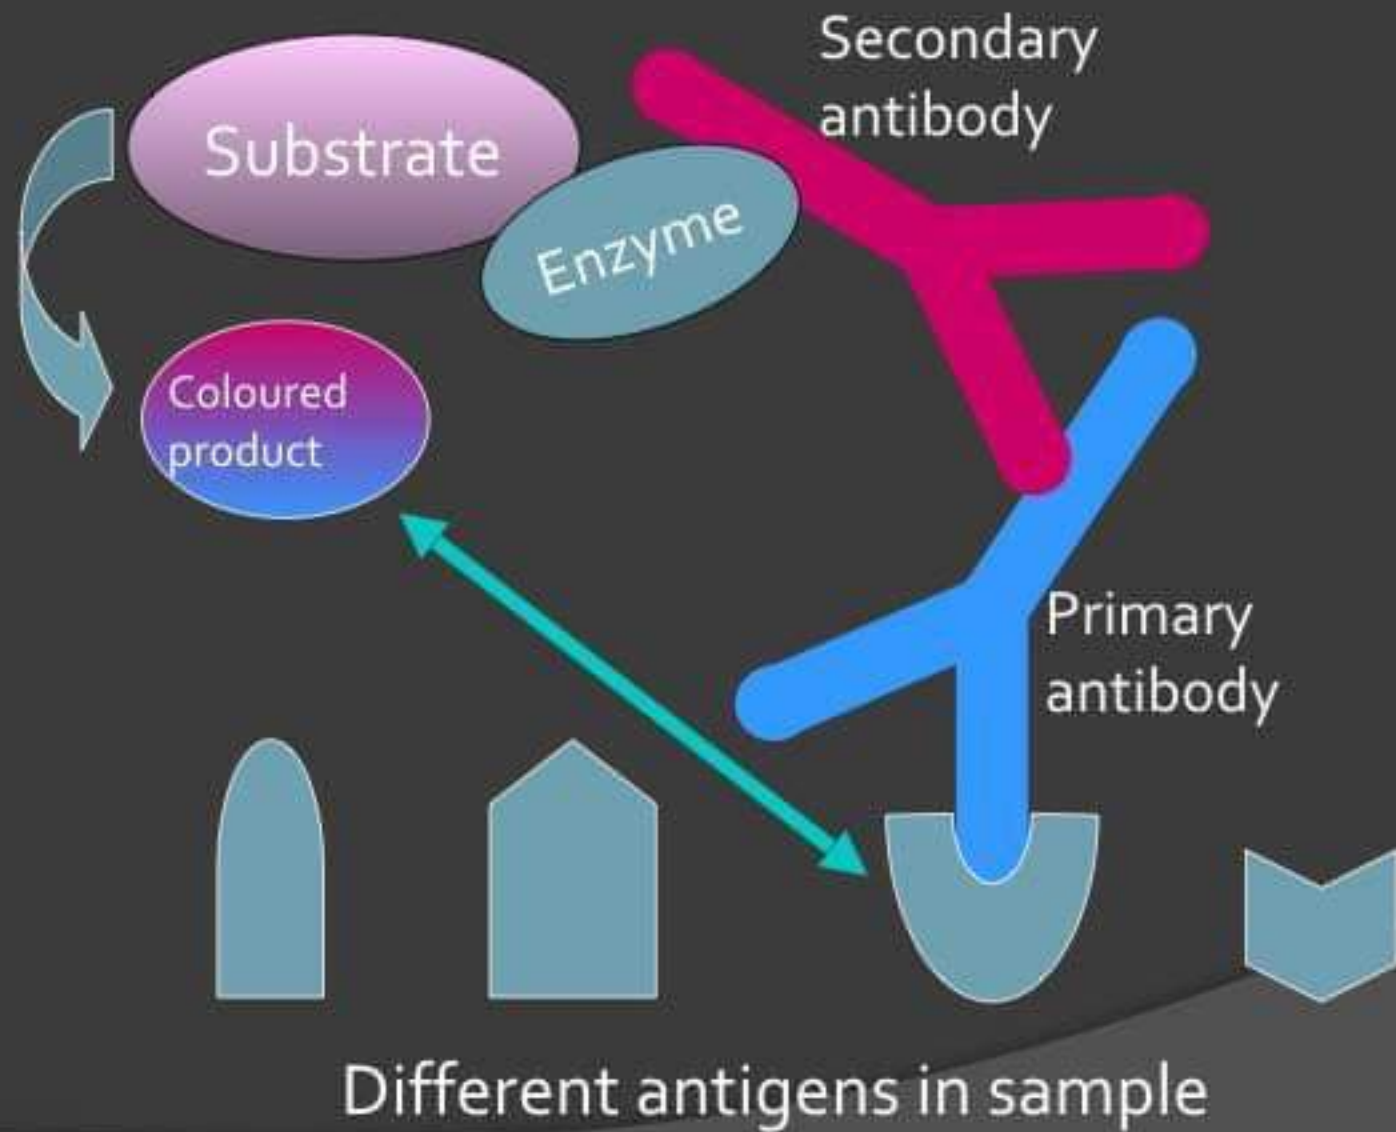 Secondary
antibody
Substrate
Enzyme
Coloured
product
Primary
antibody
Different antigens in sample